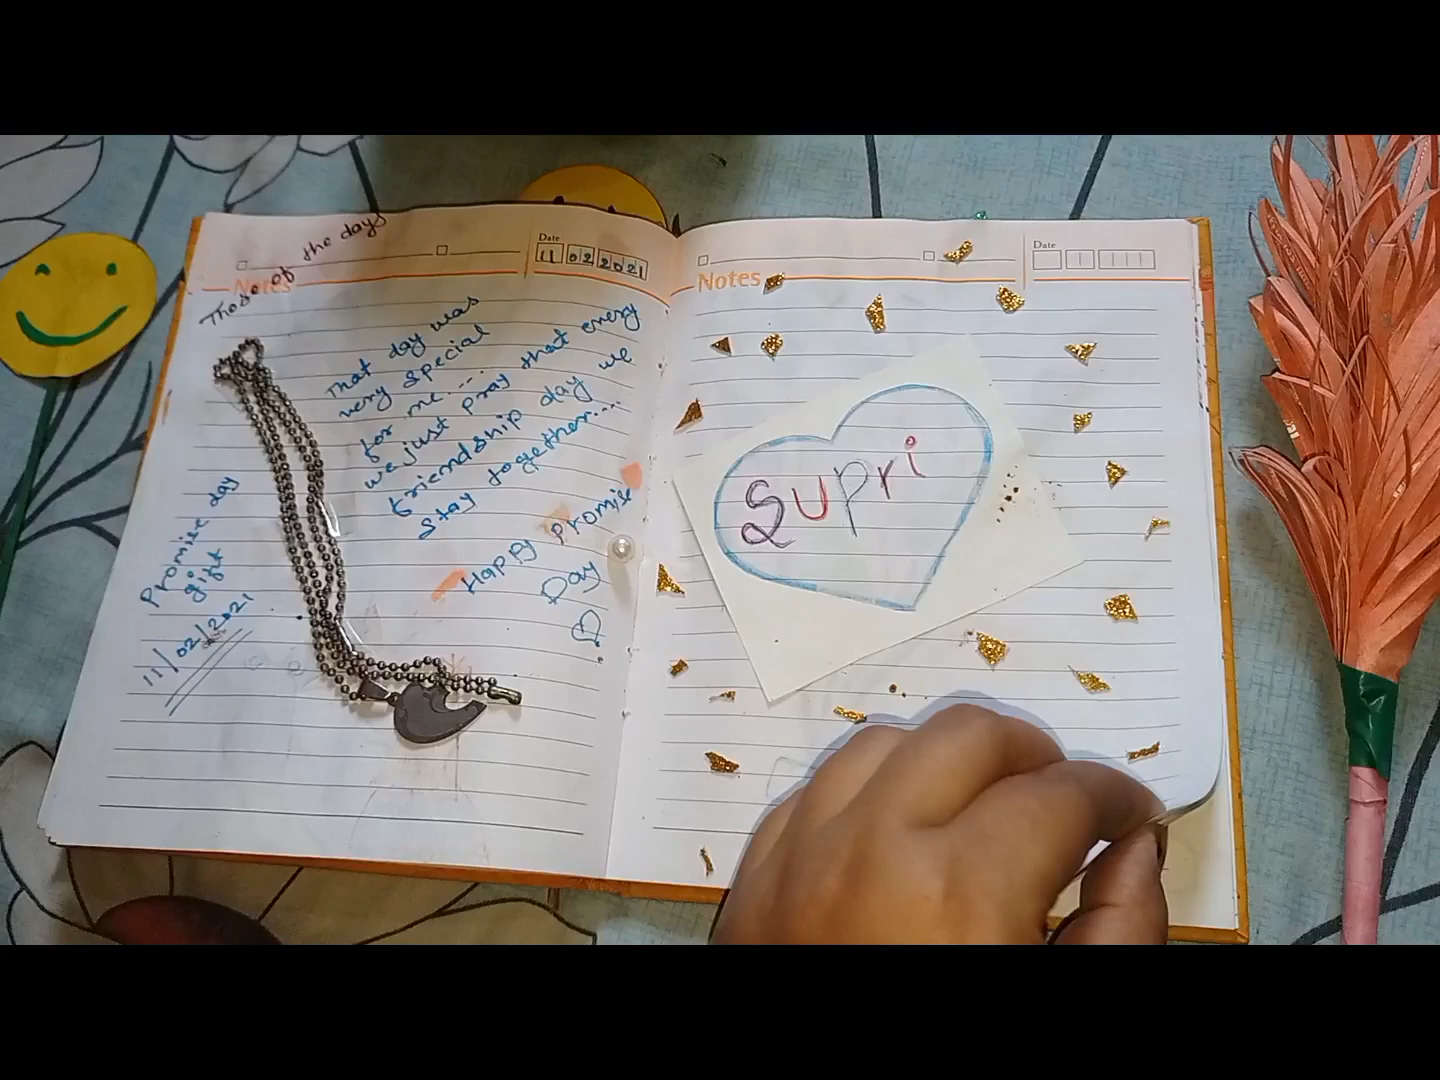 Those of the days
Notes
Date
11 02 2021
That day was
very special
for me...
we just pray that every
friendship day we
stay together....
Happy Promise
Day
Promise day
gift
11/02/2021
Notes
Date
Supri